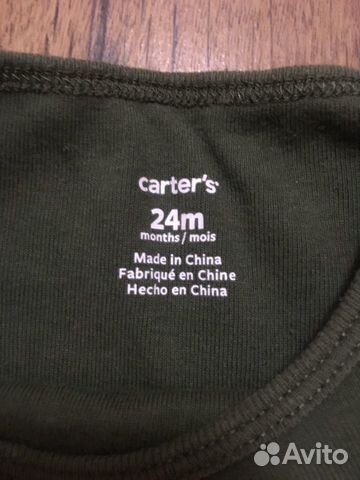 carter's
24m
months / mois
Made in China
Fabriqué en Chine
Hecho en China
Avito